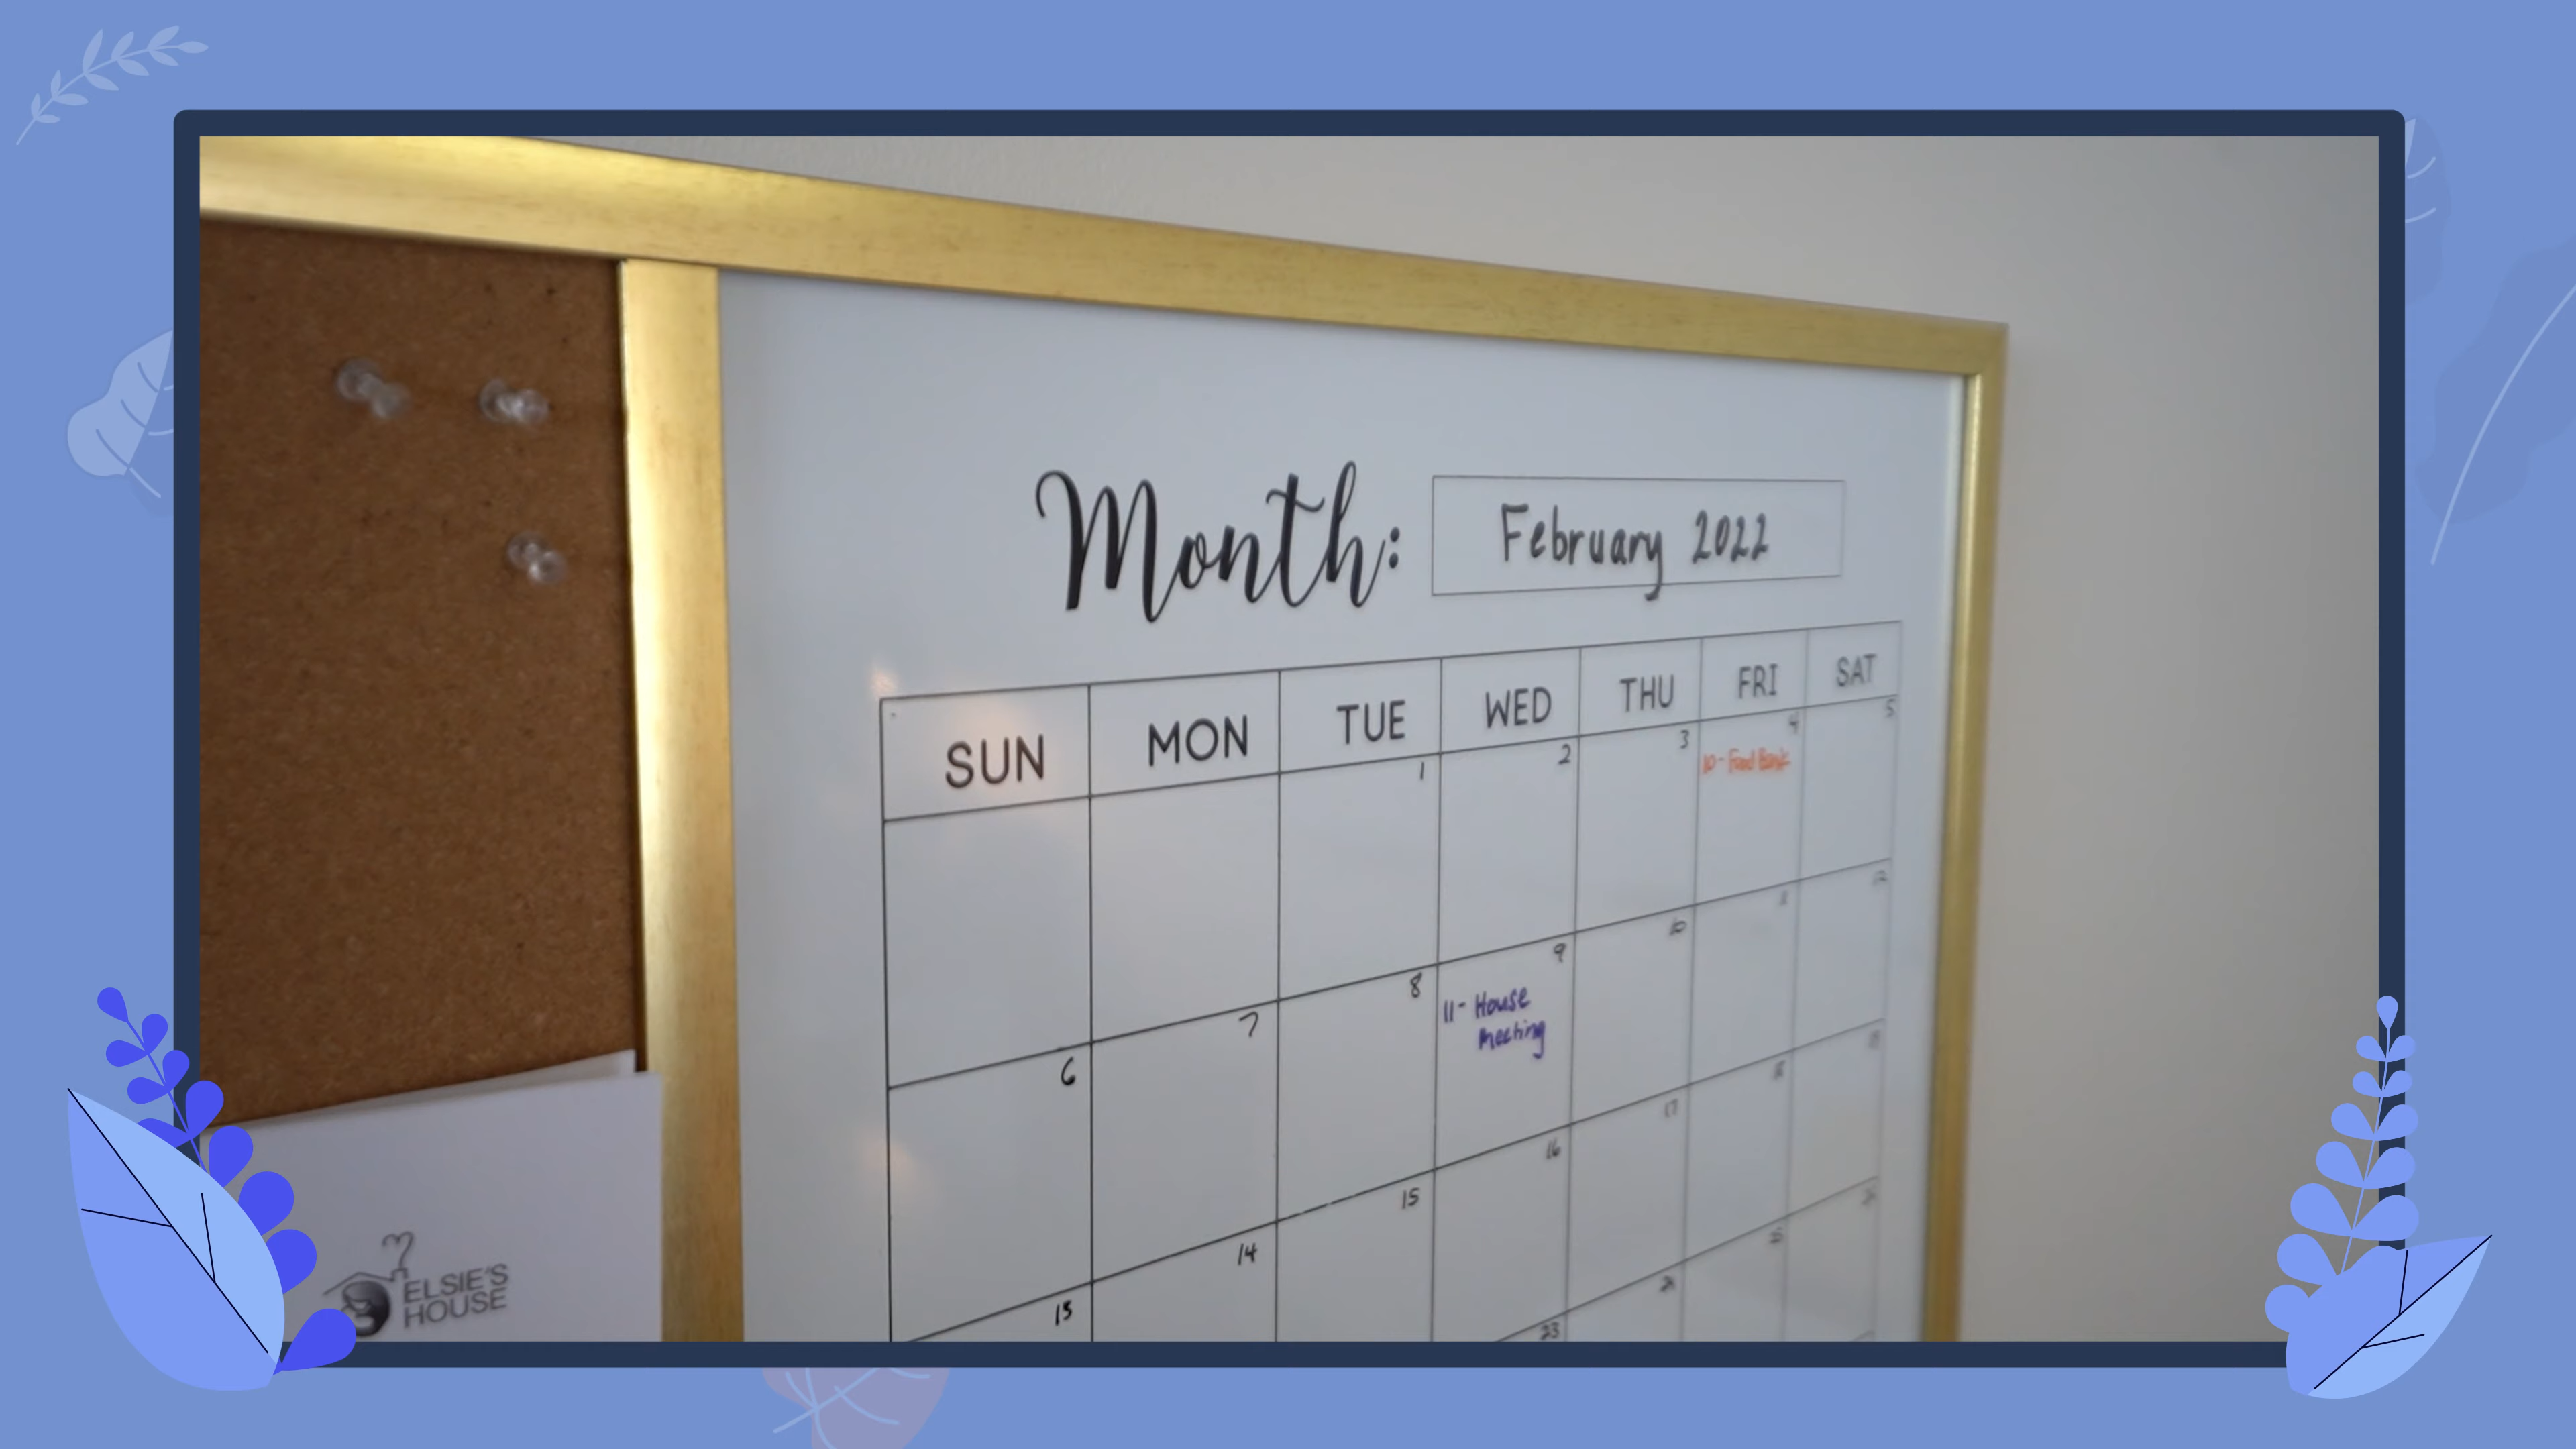 Month: February 2022
SUN MON TUE WED THU FRI SAT
1 2 3 4 5
10- Food Bank
6 7 8 9 10 12
11- House
meeting
13 14 15 16 17
23
ELSIE'S
HOUSE